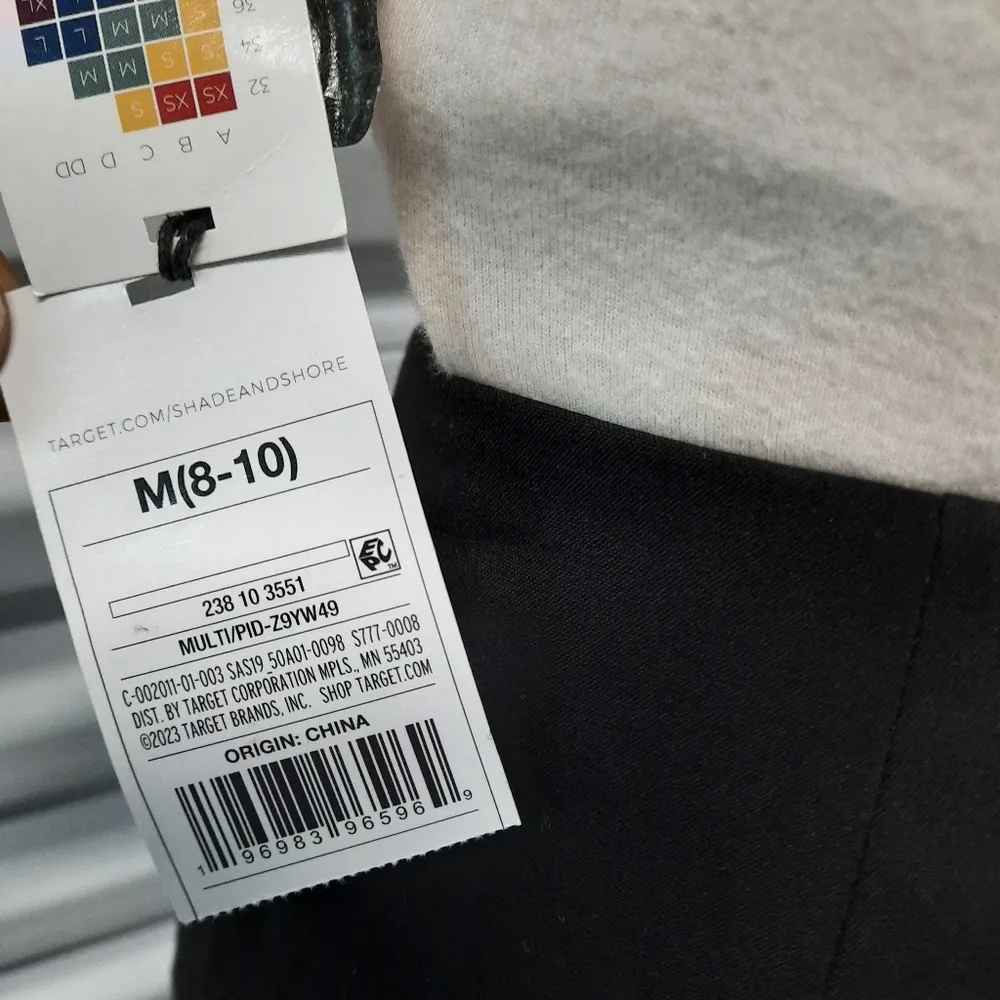 XL L L M M S 36
L L M M S S 34
M M S S 32
S XS XS
A B C D DD
TARGET.COM/SHADEANDSHORE
M(8-10)
EPC TM
238 10 3551
MULTI/PID-Z9YW49
C-002011-01-003 SAS19 50A01-0098 S777-0008
DIST. BY TARGET CORPORATION MPLS., MN 55403
©2023 TARGET BRANDS, INC. SHOP TARGET.COM
ORIGIN: CHINA
1 96983 96596 9